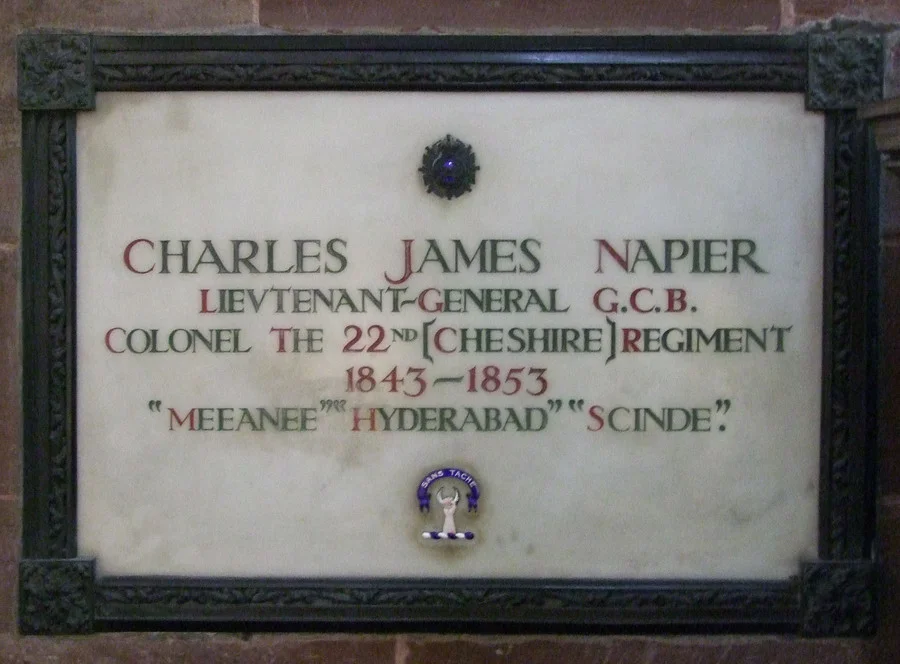 CHARLES JAMES NAPIER
LIEVTENANT-GENERAL G.C.B.
COLONEL THE 22ND [CHESHIRE] REGIMENT
1843-1853
"MEEANEE" "HYDERABAD" "SCINDE".
SANS TACHE